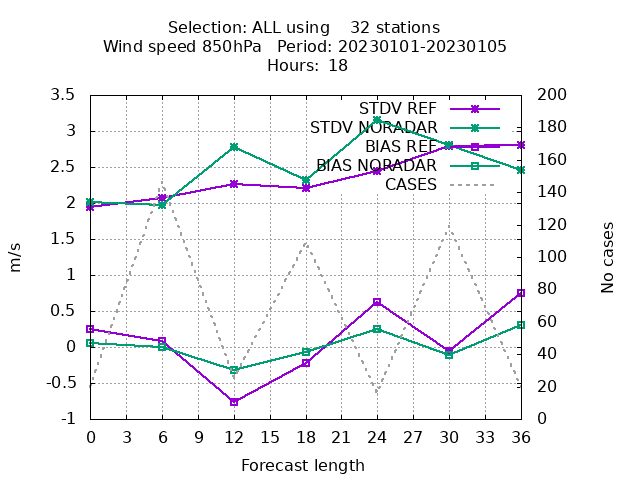 Selection: ALL using    32 stations
Wind speed 850hPa   Period: 20230101-20230105
Hours:  18
STDV REF
STDV NORADAR
BIAS REF
BIAS NORADAR
CASES
3.5
3
2.5
2
1.5
1
0.5
0
-0.5
-1
m/s
200
180
160
140
120
100
80
60
40
20
0
No cases
0 3 6 9 12 15 18 21 24 27 30 33 36
Forecast length